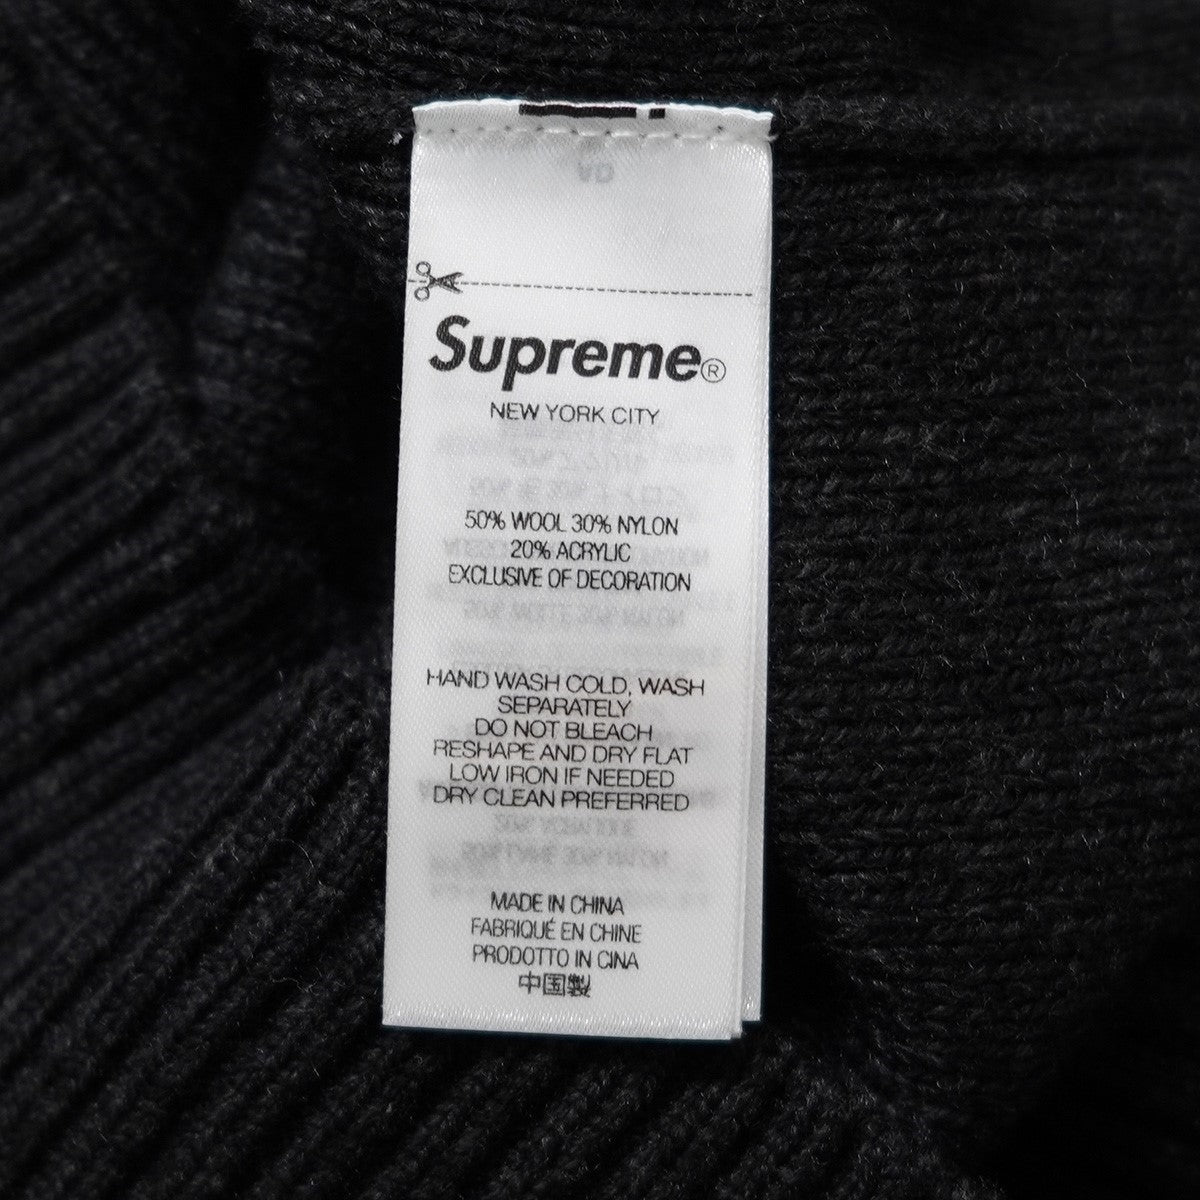 Supreme®
NEW YORK CITY
50% WOOL 30% NYLON
20% ACRYLIC
EXCLUSIVE OF DECORATION
HAND WASH COLD, WASH
SEPARATELY
DO NOT BLEACH
RESHAPE AND DRY FLAT
LOW IRON IF NEEDED
DRY CLEAN PREFERRED
MADE IN CHINA
FABRIQUÉ EN CHINE
PRODOTTO IN CINA
中国製